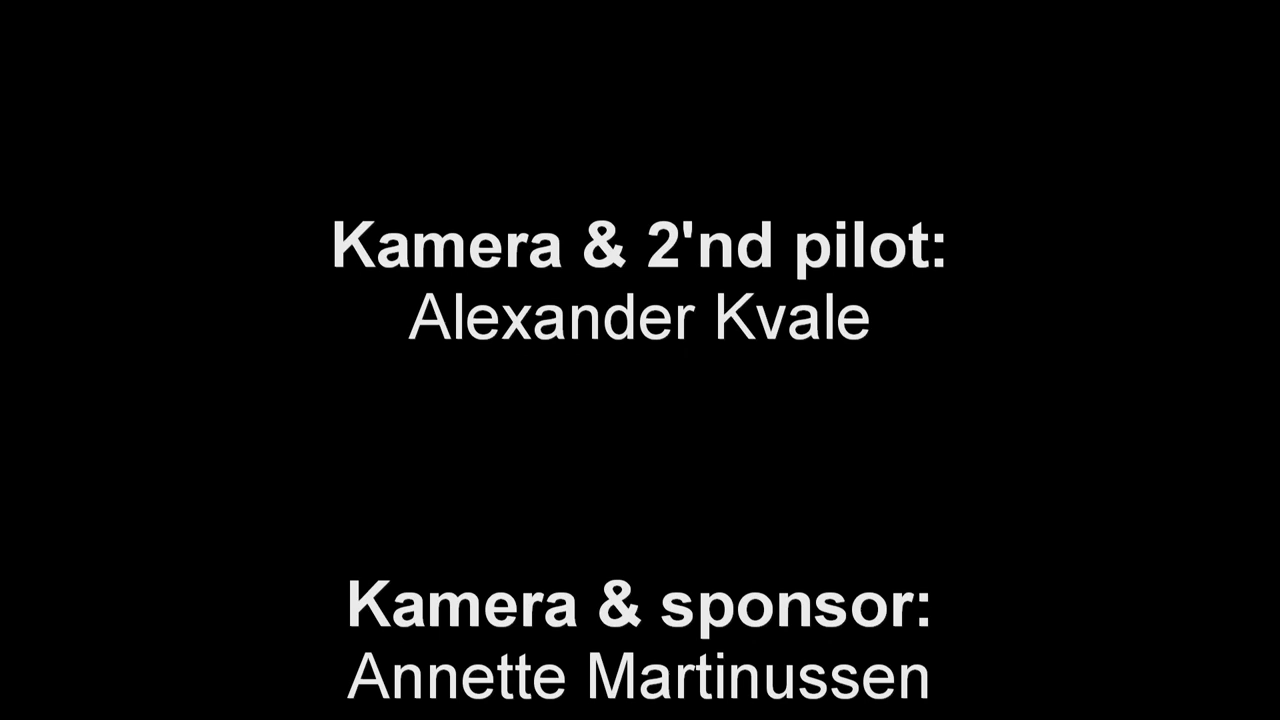 Kamera & 2'nd pilot:
Alexander Kvale
Kamera & sponsor:
Annette Martinussen